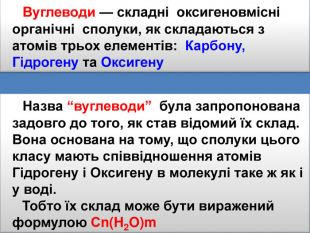 Вуглеводи — складні оксигеновмісні
органічні сполуки, як складаються з
атомів трьох елементів: Карбону,
Гідрогену та Оксигену
Назва “вуглеводи” була запропонована
задовго до того, як став відомий їх склад.
Вона основана на тому, що сполуки цього
класу мають співвідношення атомів
Гідрогену і Оксигену в молекулі таке ж як і
у воді.
Тобто їх склад може бути виражений
формулою Cn(H₂O)m